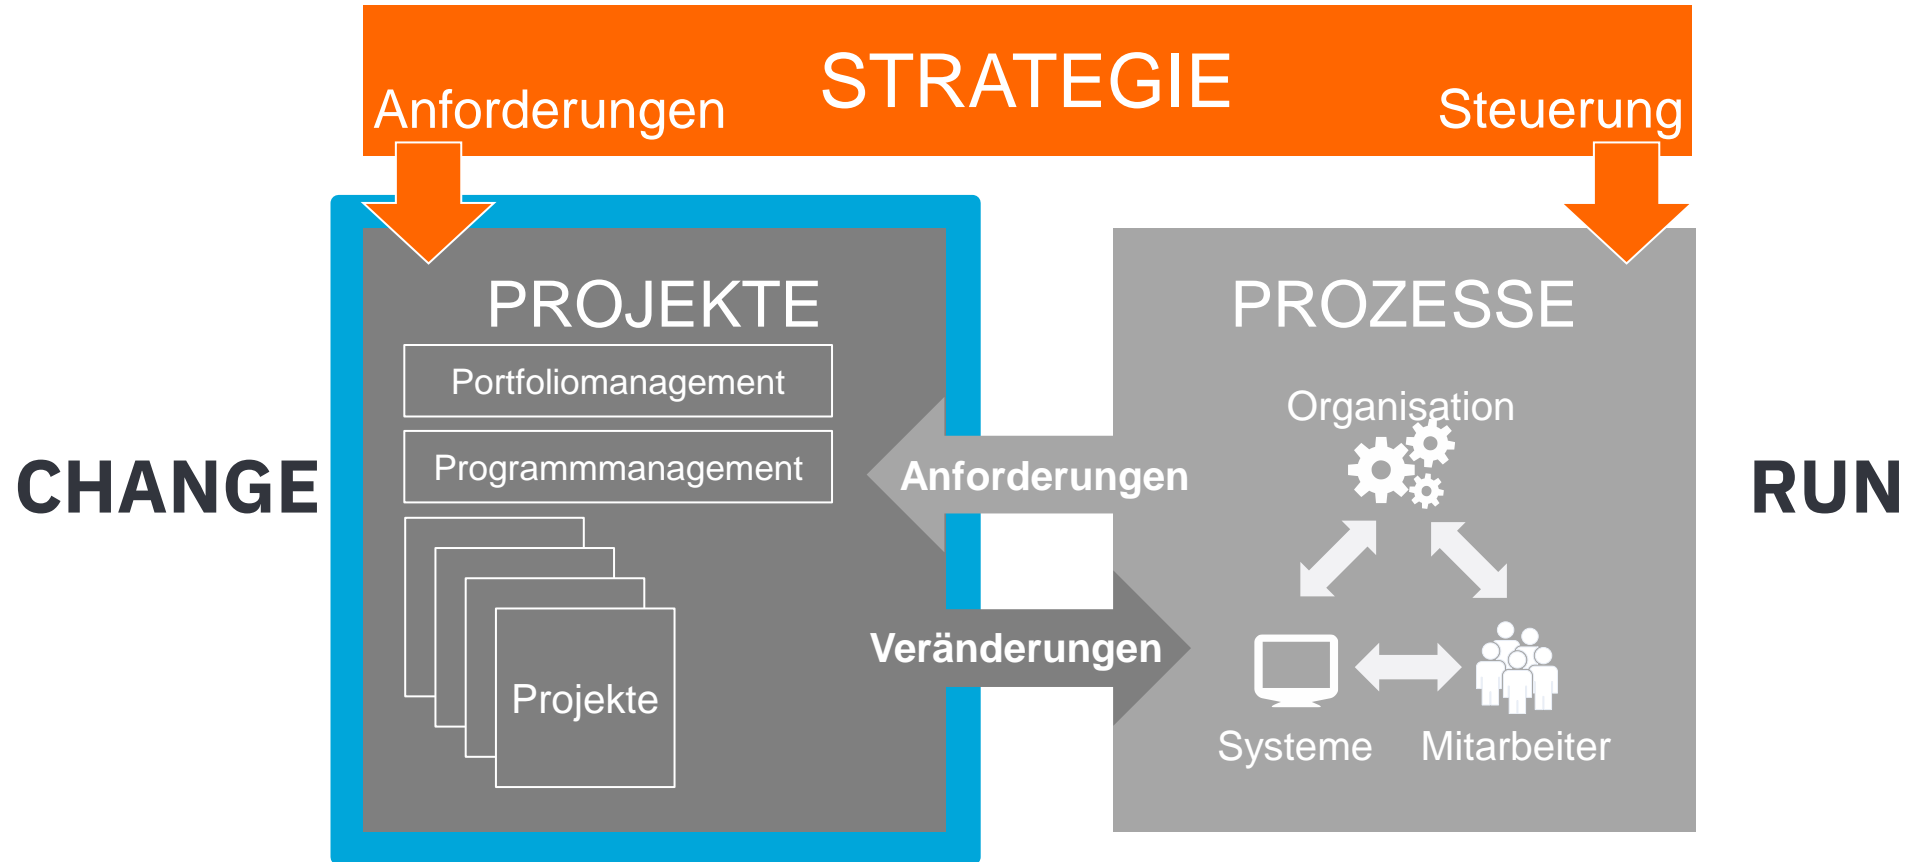 STRATEGIE
Anforderungen
Steuerung
PROJEKTE
Portfoliomanagement
Programmmanagement
Projekte
CHANGE
Anforderungen
Veränderungen
PROZESSE
Organisation
Systeme
Mitarbeiter
RUN